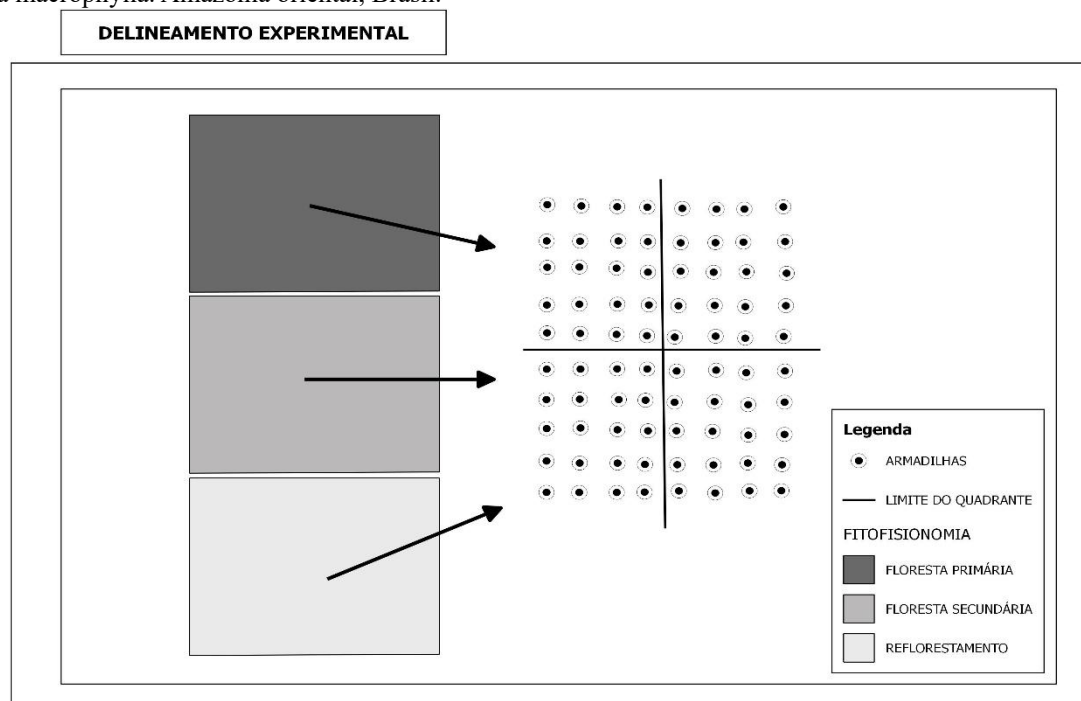 macrophylla. Amazônia oriental, Brasil.
DELINEAMENTO EXPERIMENTAL
Legenda
ARMADILHAS
LIMITE DO QUADRANTE
FITOFISIONOMIA
FLORESTA PRIMÁRIA
FLORESTA SECUNDÁRIA
REFLORESTAMENTO